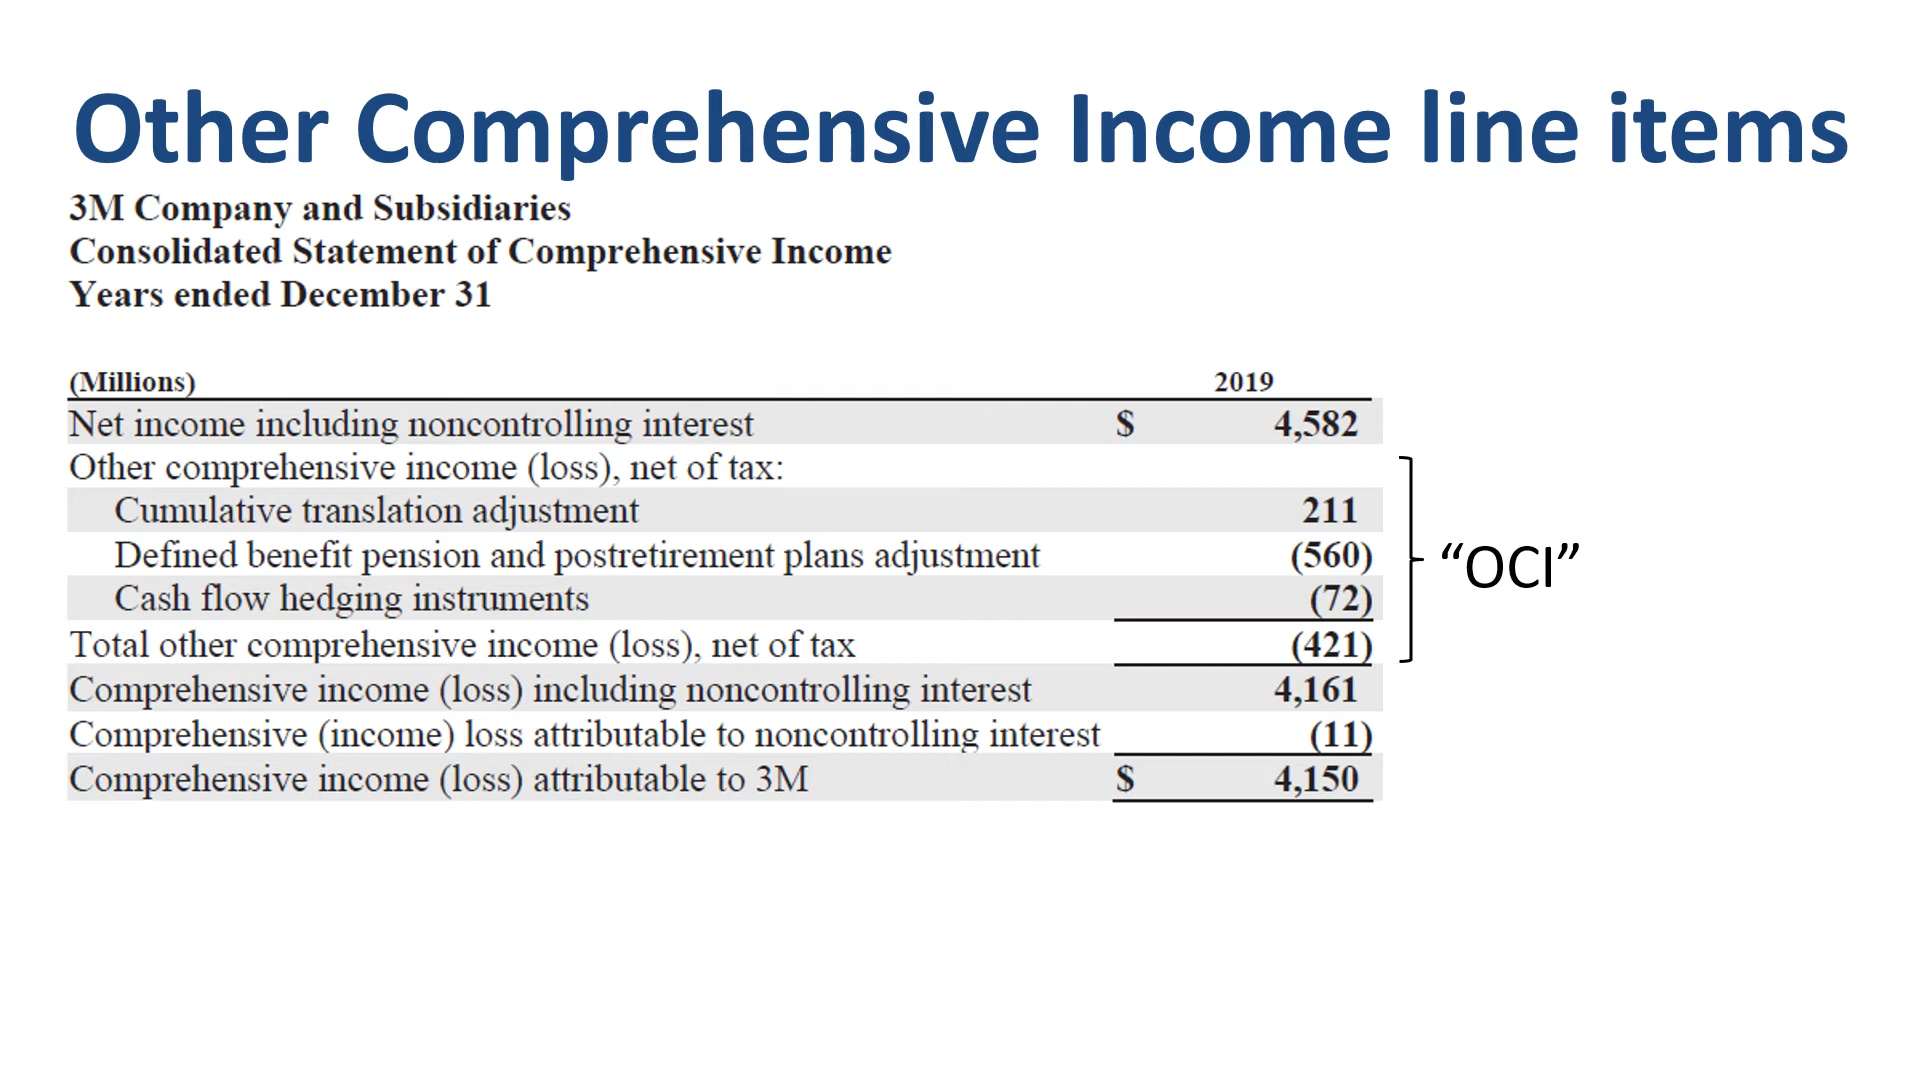 Other Comprehensive Income line items
3M Company and Subsidiaries
Consolidated Statement of Comprehensive Income
Years ended December 31
(Millions) 2019
Net income including noncontrolling interest $ 4,582
Other comprehensive income (loss), net of tax:
Cumulative translation adjustment 211
Defined benefit pension and postretirement plans adjustment (560)
Cash flow hedging instruments (72)
Total other comprehensive income (loss), net of tax (421)
“OCI”
Comprehensive income (loss) including noncontrolling interest 4,161
Comprehensive (income) loss attributable to noncontrolling interest (11)
Comprehensive income (loss) attributable to 3M $ 4,150